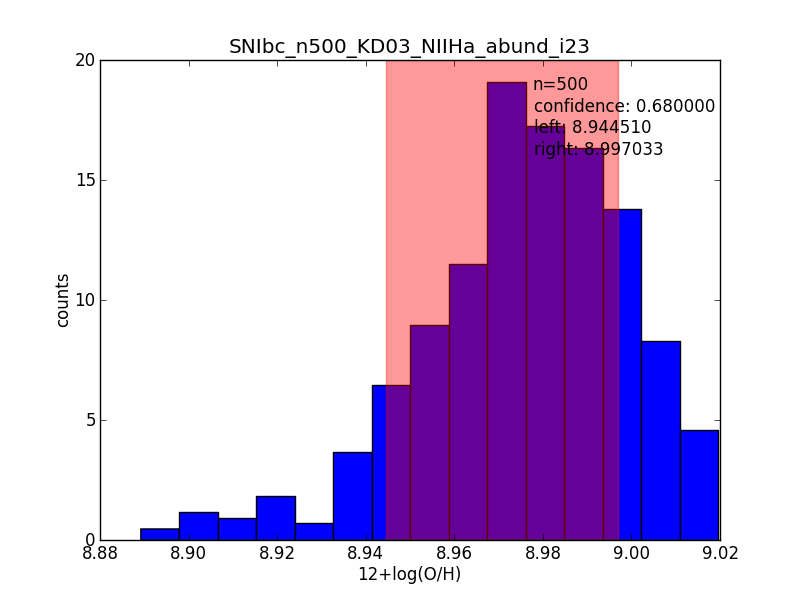 SNIbc_n500_KD03_NIIHa_abund_i23
20
n=500
confidence: 0.680000
left: 8.944510
right: 8.997033
15
counts
10
5
0
8.88 8.90 8.92 8.94 8.96 8.98 9.00 9.02
12+log(O/H)